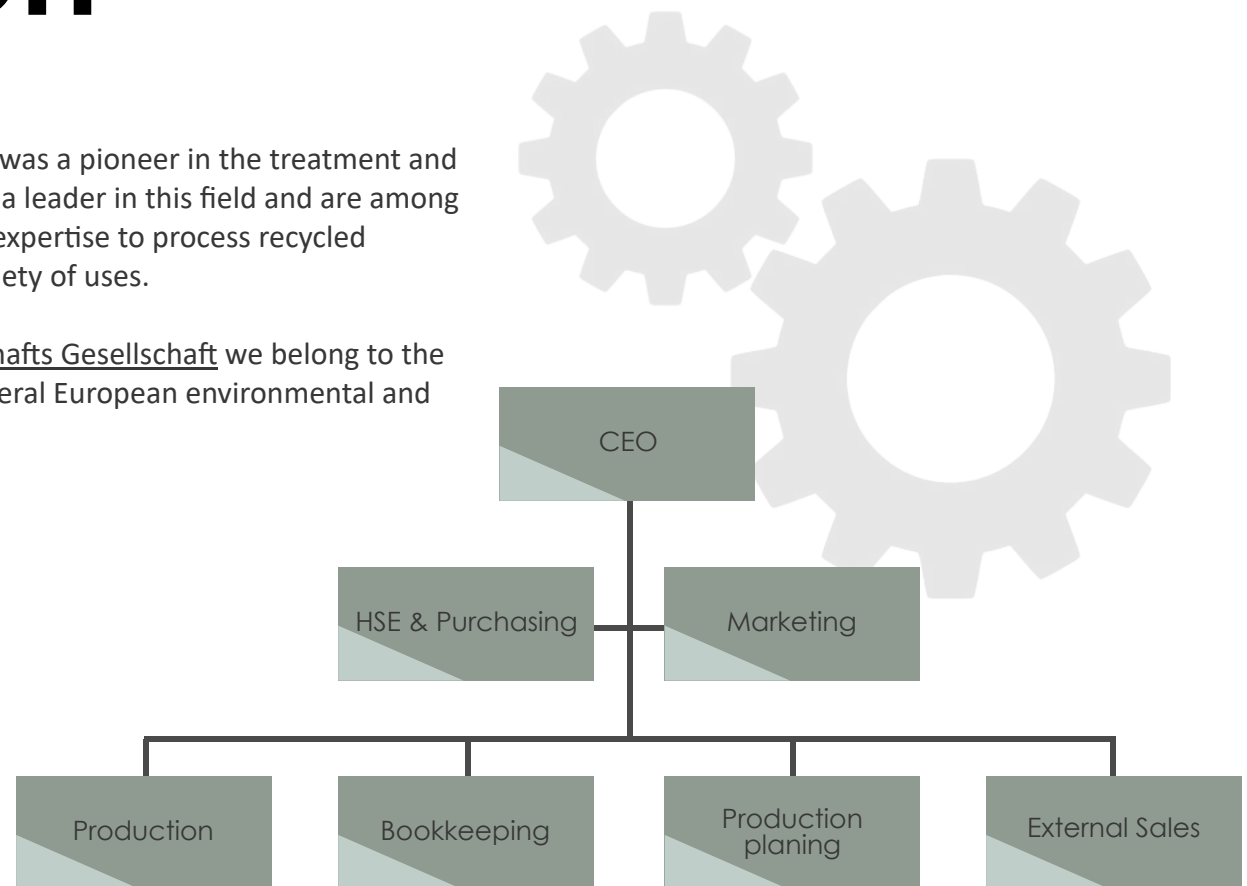 was a pioneer in the treatment and
a leader in this field and are among
expertise to process recycled
ety of uses.
hafts Gesellschaft we belong to the
eral European environmental and
CEO
HSE & Purchasing
Marketing
Production
Bookkeeping
Production
planing
External Sales